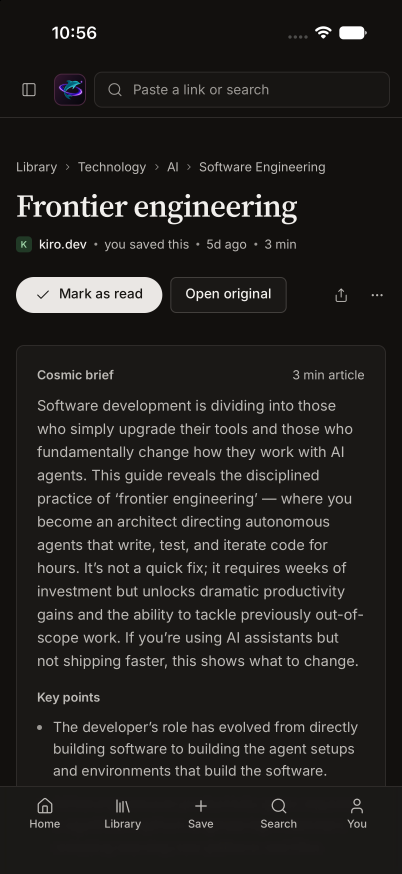 10:56
Paste a link or search
Library › Technology › AI › Software Engineering
Frontier engineering
K kiro.dev • you saved this • 5d ago • 3 min
Mark as read Open original
Cosmic brief 3 min article
Software development is dividing into those
who simply upgrade their tools and those who
fundamentally change how they work with AI
agents. This guide reveals the disciplined
practice of ‘frontier engineering’ — where you
become an architect directing autonomous
agents that write, test, and iterate code for
hours. It’s not a quick fix; it requires weeks of
investment but unlocks dramatic productivity
gains and the ability to tackle previously out-of-
scope work. If you’re using AI assistants but
not shipping faster, this shows what to change.
Key points
• The developer’s role has evolved from directly
building software to building the agent setups
and environments that build the software.
Home Library Save Search You